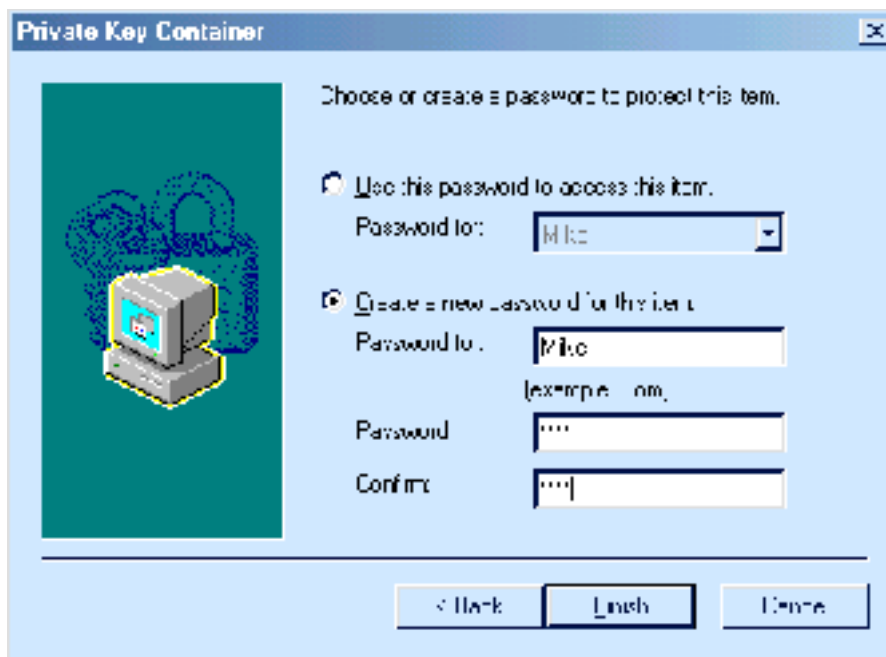 Private Key Container
Choose or create a password to protect this item.
Use this password to access this item.
Password for: Mike
Create a new password for this item.
Password for: Mike
(example: Tom)
Password: ****
Confirm: ****
< Back Finish Cancel